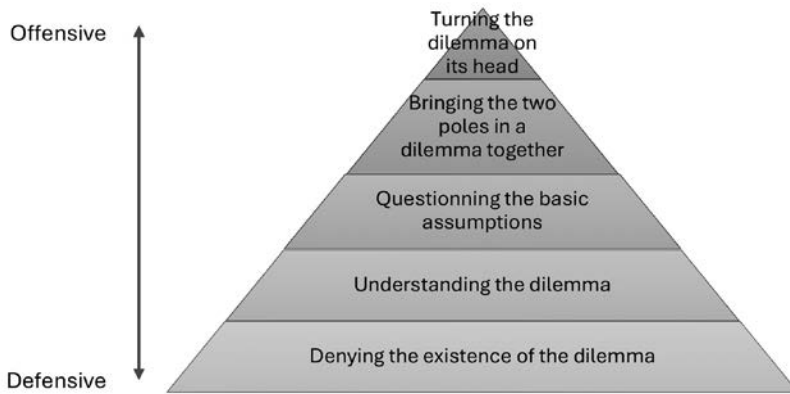 Offensive
Turning the
dilemma on
its head
Bringing the two
poles in a
dilemma together
Questionning the basic
assumptions
Understanding the dilemma
Denying the existence of the dilemma
Defensive